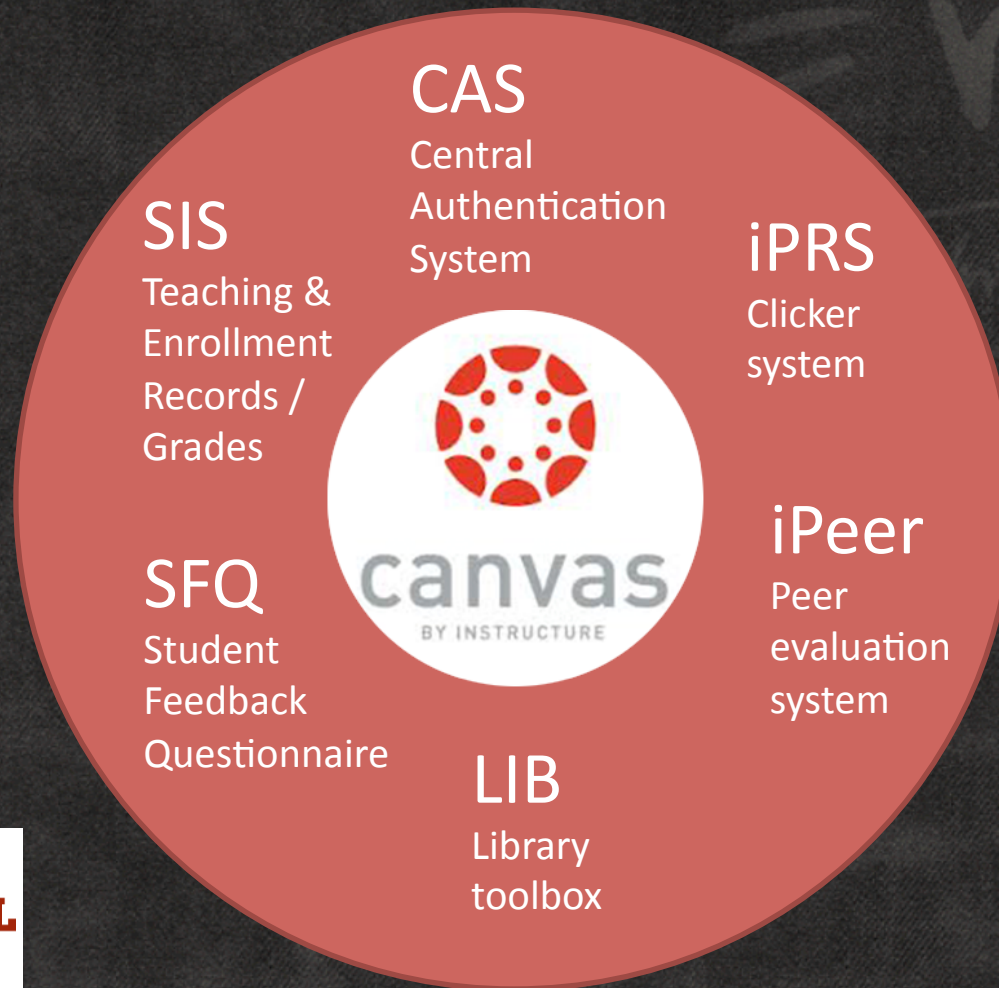 CAS
Central
Authentication
System
SIS
Teaching &
Enrollment
Records /
Grades
iPRS
Clicker
system
canvas
BY INSTRUCTURE
iPeer
Peer
evaluation
system
SFQ
Student
Feedback
Questionnaire
LIB
Library
toolbox